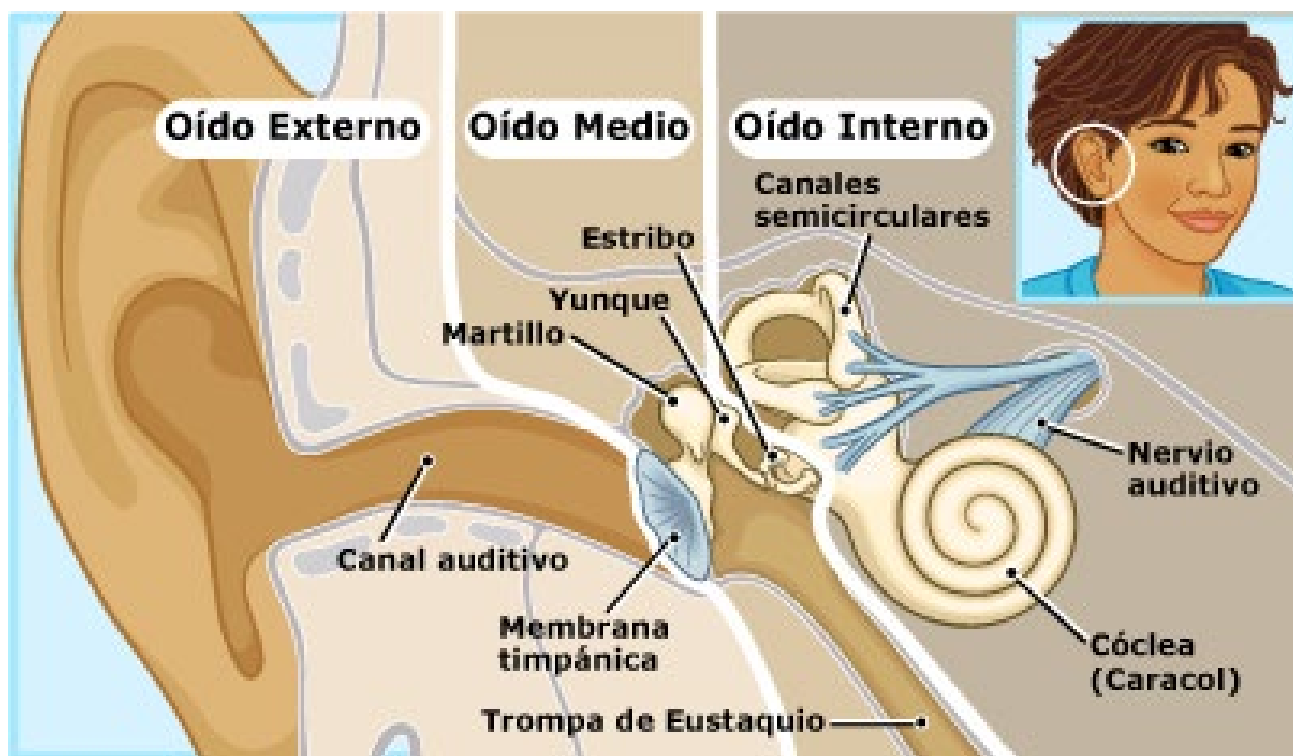 Oído Externo
Oído Medio
Oído Interno
Canales
semicirculares
Estribo
Yunque
Martillo
Nervio
auditivo
Canal auditivo
Membrana
timpánica
Cóclea
(Caracol)
Trompa de Eustaquio